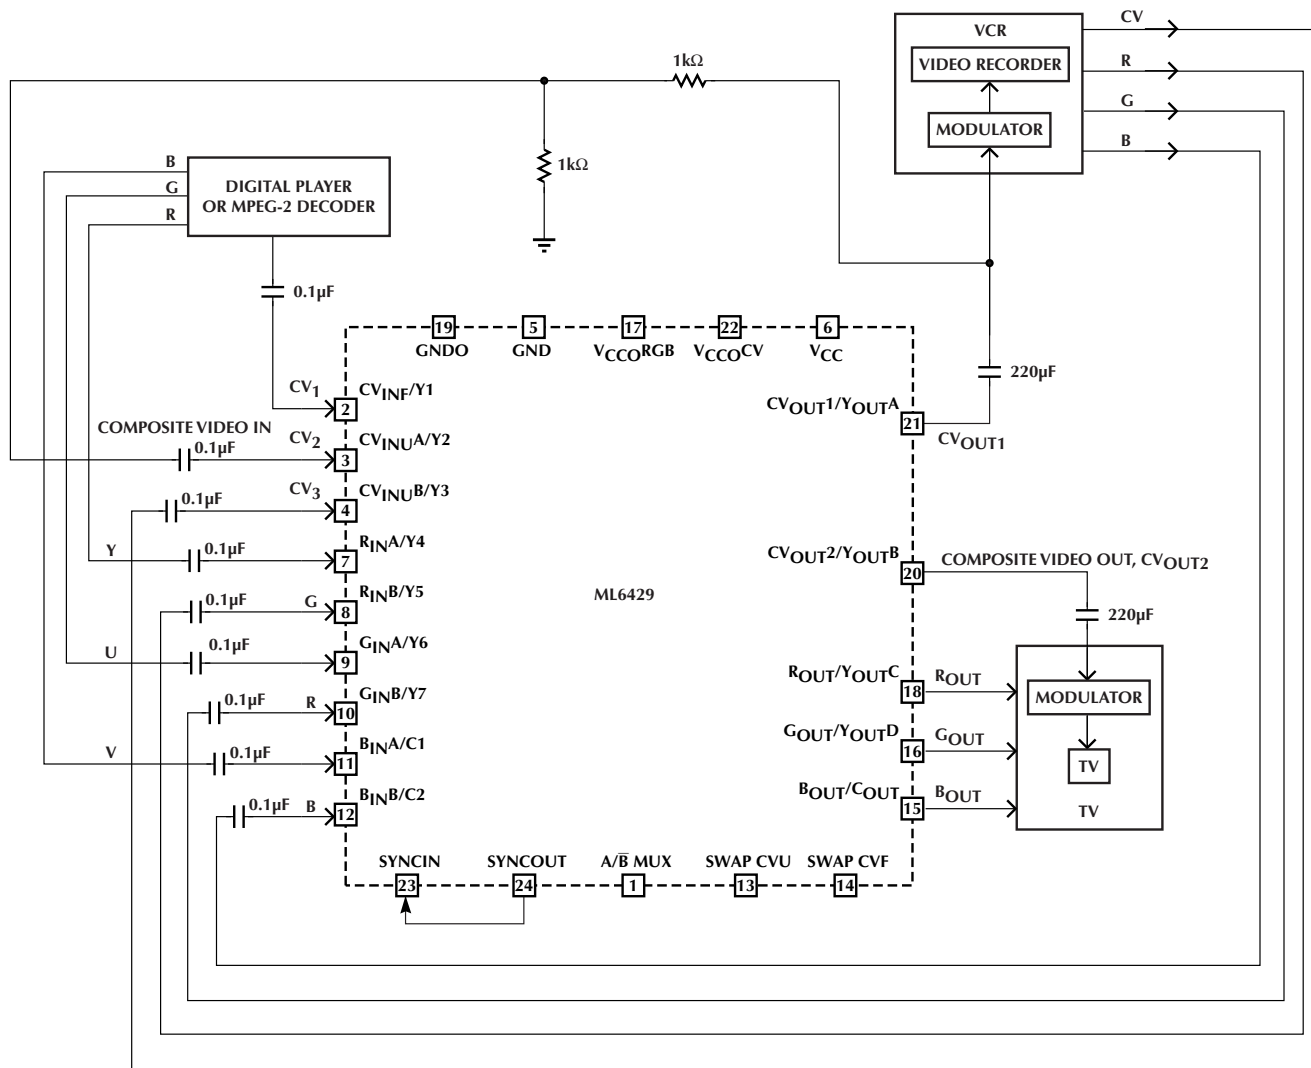 CV
VCR
VIDEO RECORDER
R
1kΩ
G
MODULATOR
B
1kΩ
B
G
R
DIGITAL PLAYER
OR MPEG-2 DECODER
0.1µF
19
5
17
22
6
GNDO
GND
VCCORGB
VCCOCV
VCC
220µF
CV1
CVINF/Y1
2
CVOUT1/YOUTA
21
CVOUT1
COMPOSITE VIDEO IN
0.1µF
CV2
CVINUA/Y2
3
0.1µF
CV3
CVINUB/Y3
4
Y
0.1µF
RINA/Y4
7
CVOUT2/YOUTB
20
COMPOSITE VIDEO OUT, CVOUT2
0.1µF
G
RINB/Y5
8
ML6429
220µF
U
0.1µF
GINA/Y6
9
ROUT/YOUTC
18
ROUT
MODULATOR
0.1µF
R
GINB/Y7
10
GOUT/YOUTD
16
GOUT
V
0.1µF
BINA/C1
11
TV
BOUT/COUT
15
BOUT
TV
0.1µF
B
BINB/C2
12
SYNCIN
SYNCOUT
A/B̅ MUX
SWAP CVU
SWAP CVF
23
24
1
13
14